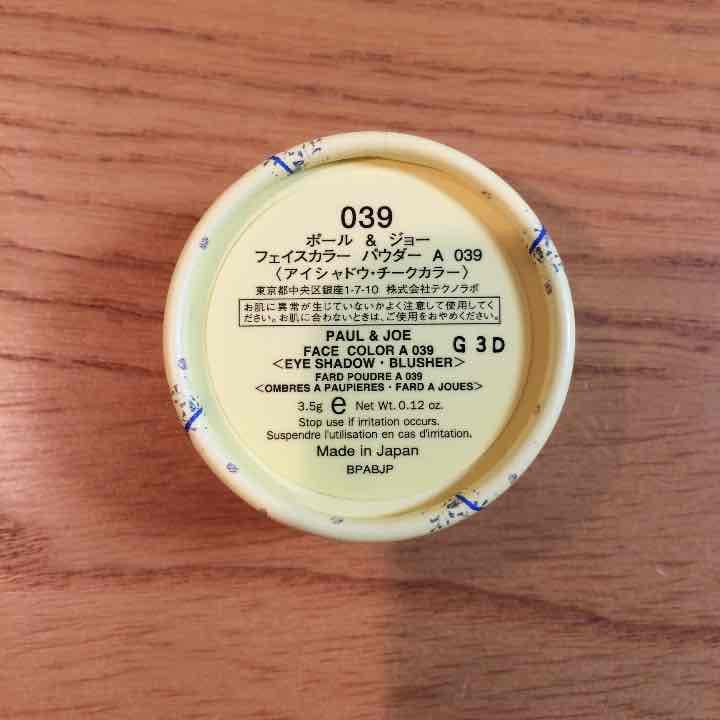 039
ポール & ジョー
フェイスカラー パウダー A 039
〈アイシャドウ・チークカラー〉
東京都中央区銀座1-7-10 株式会社テクノラボ
お肌に異常が生じていないかよく注意して使用してく
ださい。お肌に合わないときは、ご使用をおやめください。
PAUL & JOE
FACE COLOR A 039
G 3 D
<EYE SHADOW・BLUSHER>
FARD POUDRE A 039
<OMBRES A PAUPIERES・FARD A JOUES>
3.5g e Net Wt. 0.12 oz.
Stop use if irritation occurs.
Suspendre l'utilisation en cas d'irritation.
Made in Japan
BPABJP